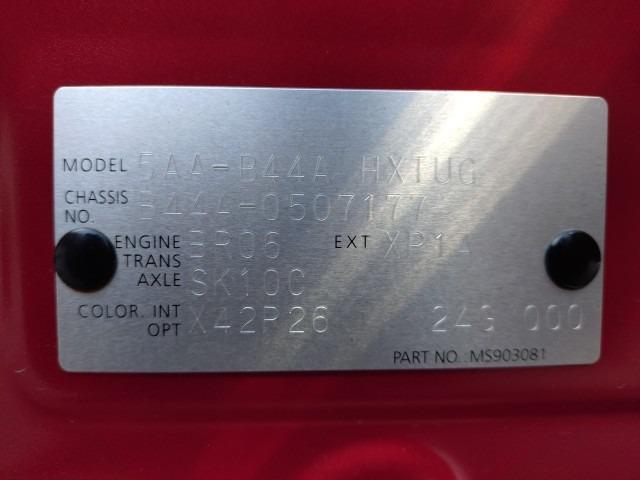 MODEL 5AA-B44A HXTUG
CHASSIS NO. B44A-0507177
ENGINE BR06 EXT XP1A
TRANS AXLE SK10C
COLOR. INT OPT X42P26 24G 000
PART NO.: MS903081